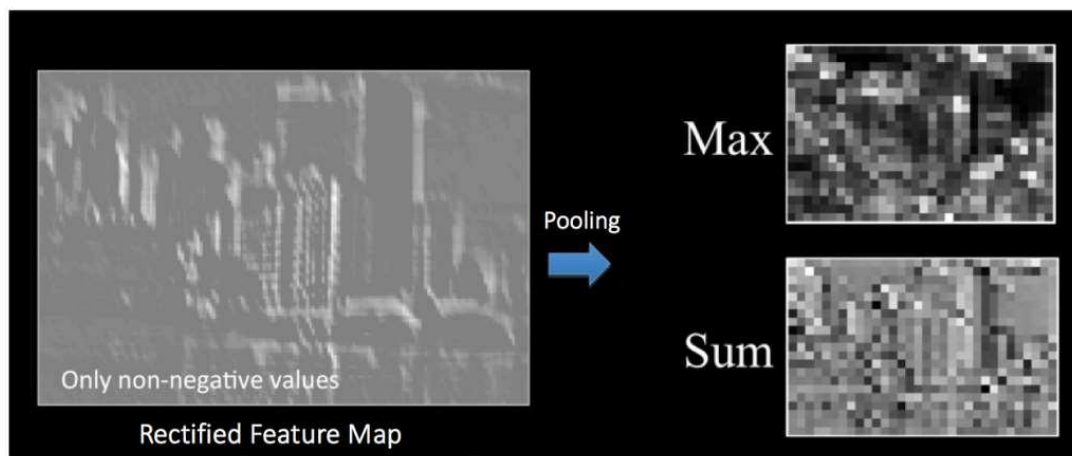 Only non-negative values
Rectified Feature Map
Pooling
Max
Sum